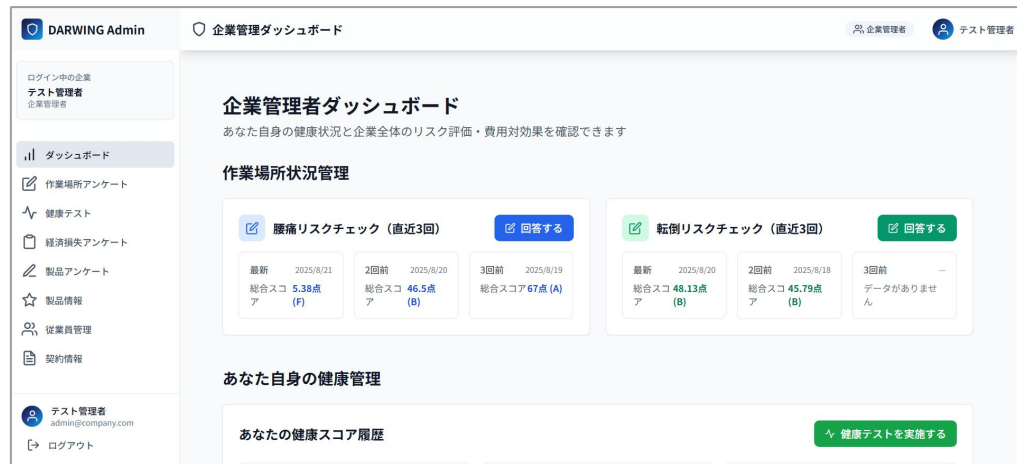 DARWING Admin
企業管理ダッシュボード
企業管理者
テスト管理者
ログイン中の企業
テスト管理者
企業管理者
ダッシュボード
作業場所アンケート
健康テスト
経済損失アンケート
製品アンケート
製品情報
従業員管理
契約情報
テスト管理者
admin@company.com
ログアウト
企業管理者ダッシュボード
あなた自身の健康状況と企業全体のリスク評価・費用対効果を確認できます
作業場所状況管理
腰痛リスクチェック（直近3回）
回答する
最新 2025/8/21
総合スコ 5.38点
ア (F)
2回前 2025/8/20
総合スコ 46.5点
ア (B)
3回前 2025/8/19
総合スコア67点 (A)
転倒リスクチェック（直近3回）
回答する
最新 2025/8/20
総合スコ 48.13点
ア (B)
2回前 2025/8/18
総合スコ 45.79点
ア (B)
3回前 –
データがありませ
ん
あなた自身の健康管理
あなたの健康スコア履歴
健康テストを実施する